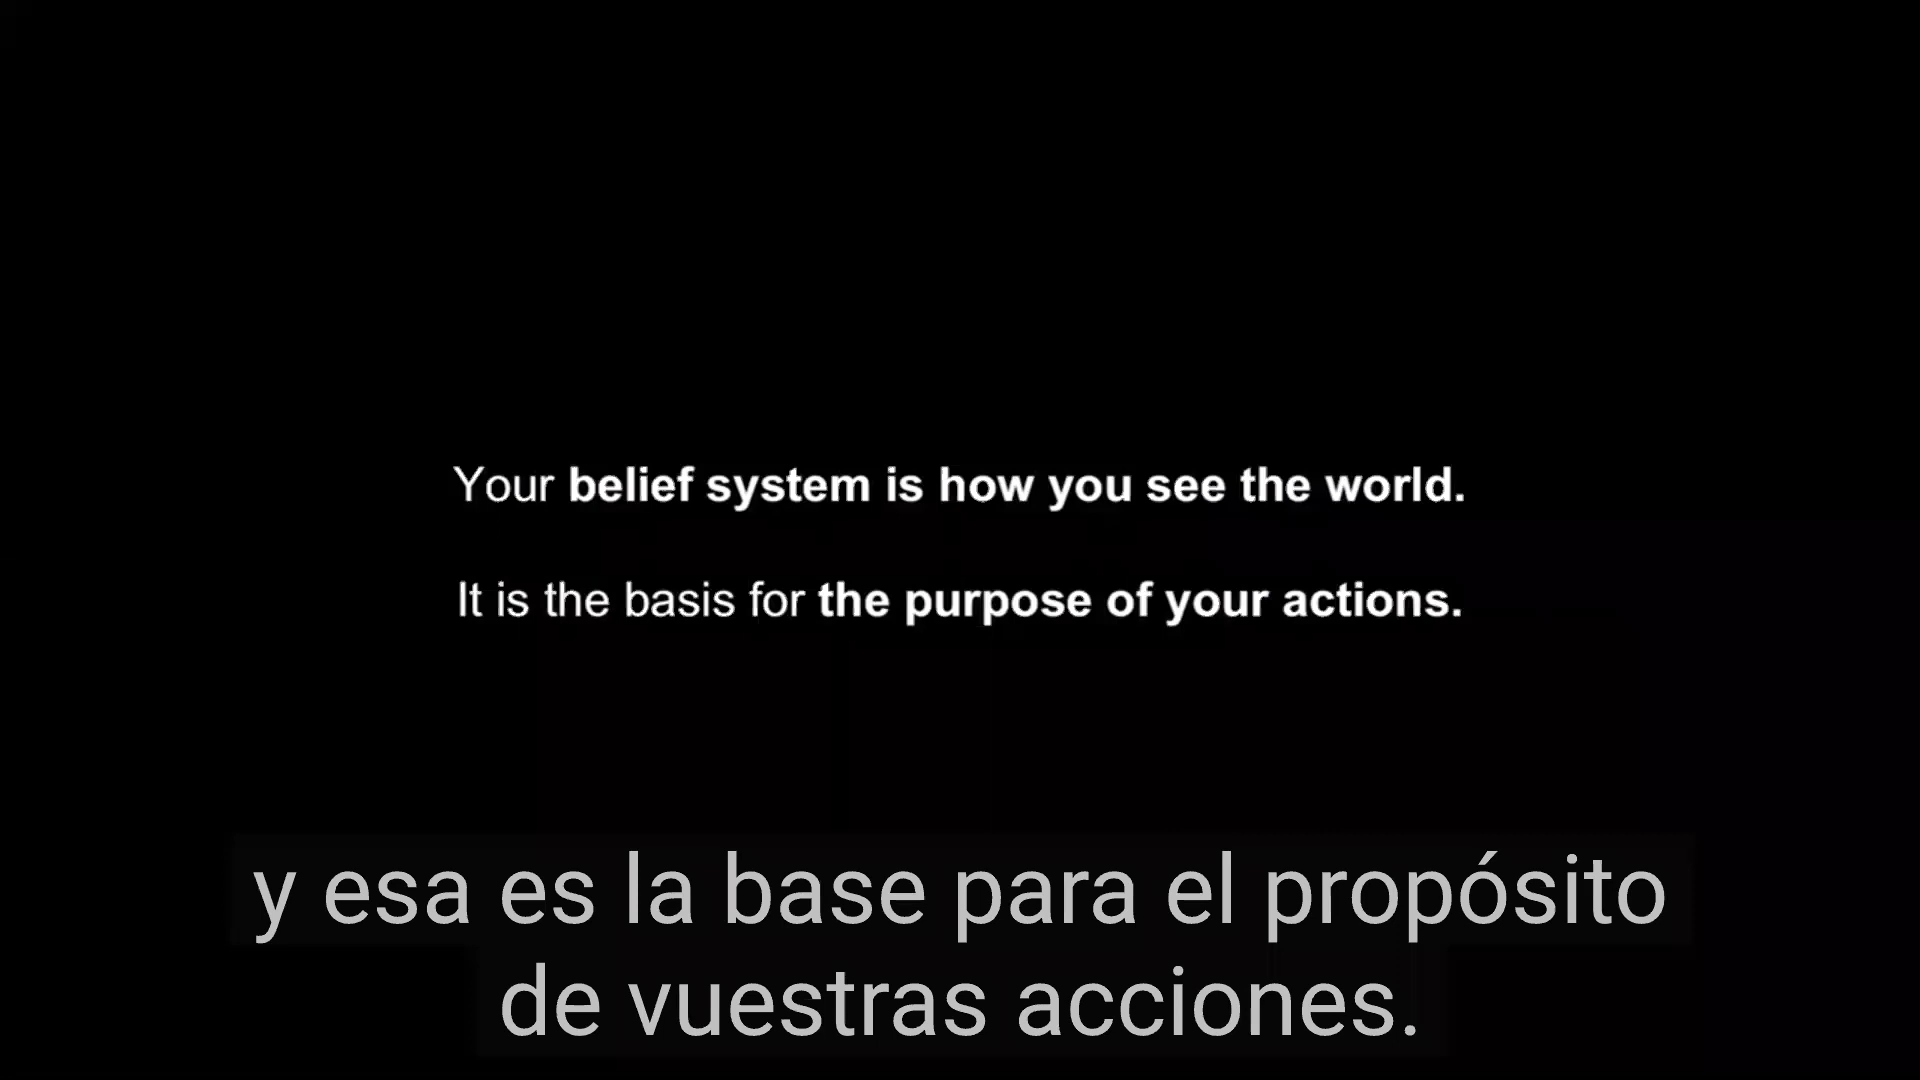 Your belief system is how you see the world.
It is the basis for the purpose of your actions.
y esa es la base para el propósito
de vuestras acciones.